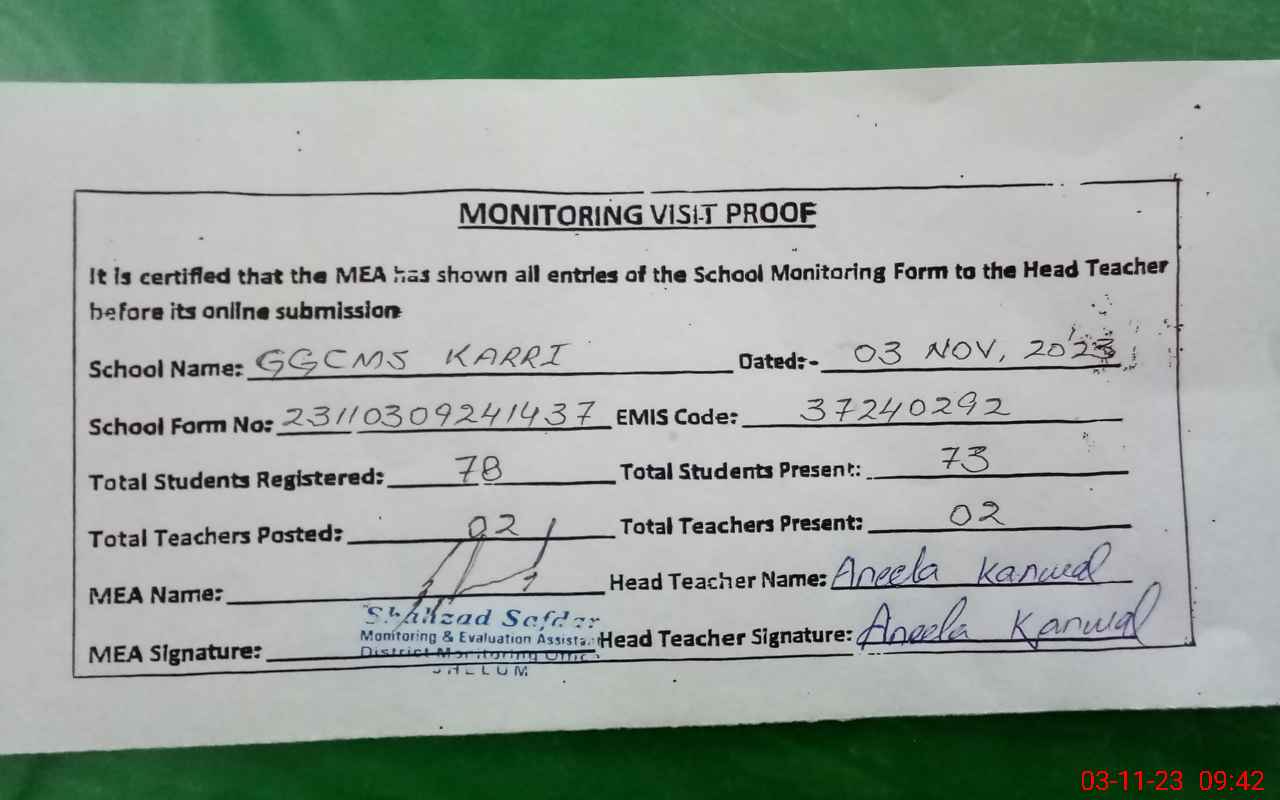 MONITORING VISIT PROOF
It is certified that the MEA has shown all entries of the School Monitoring Form to the Head Teacher
before its online submission
School Name: GGCMS KARRI Dated:- 03 NOV, 2023
School Form No: 23110309241437 EMIS Code: 37240292
Total Students Registered: 78 Total Students Present: 73
Total Teachers Posted: 02 Total Teachers Present: 02
MEA Name: Head Teacher Name: Aneela Kanwal
Shahzad Safdar
Monitoring & Evaluation Assistant
MEA Signature: Head Teacher Signature: Aneela Kanwal
District Monitoring Office
JHELUM
03-11-23 09:42